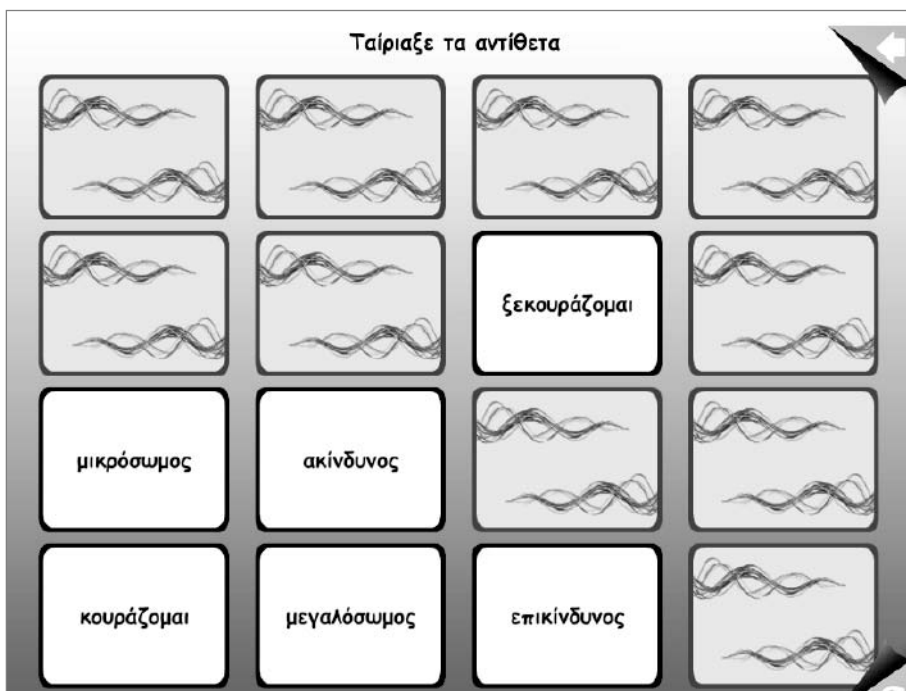 Ταίριαξε τα αντίθετα
ξεκουράζομαι
μικρόσωμος
ακίνδυνος
κουράζομαι
μεγαλόσωμος
επικίνδυνος